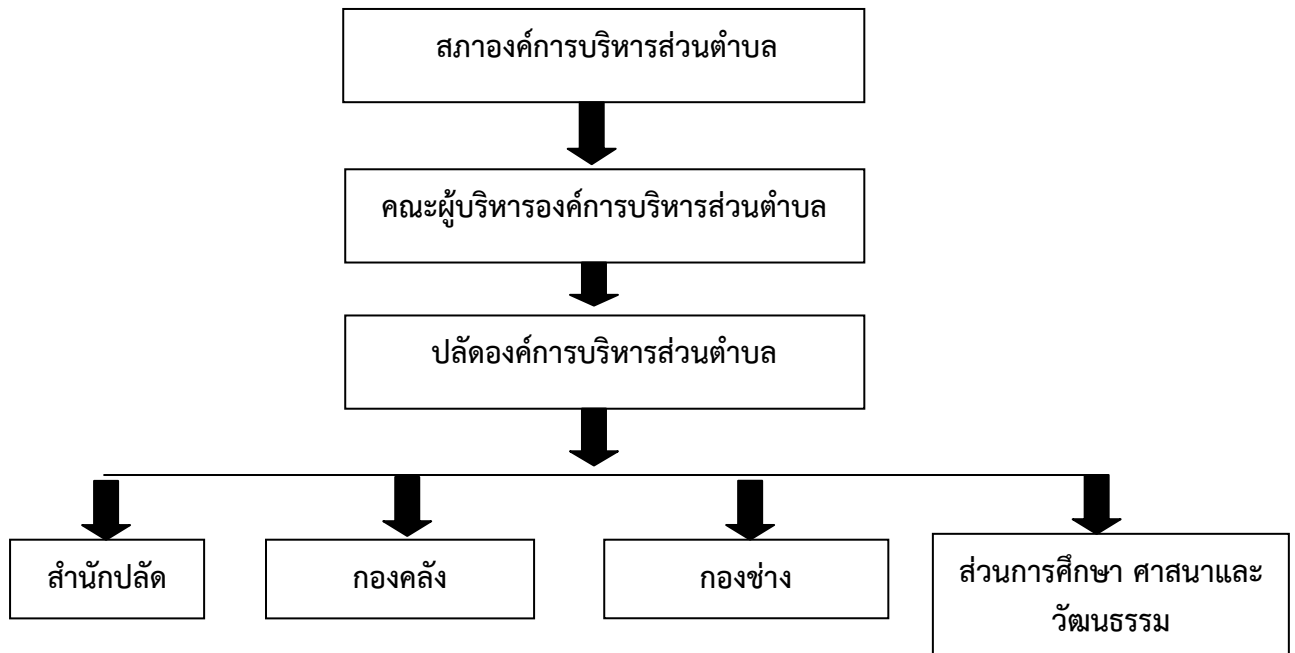 สภาองค์การบริหารส่วนตำบล
คณะผู้บริหารองค์การบริหารส่วนตำบล
ปลัดองค์การบริหารส่วนตำบล
สำนักปลัด
กองคลัง
กองช่าง
ส่วนการศึกษา ศาสนาและ
วัฒนธรรม